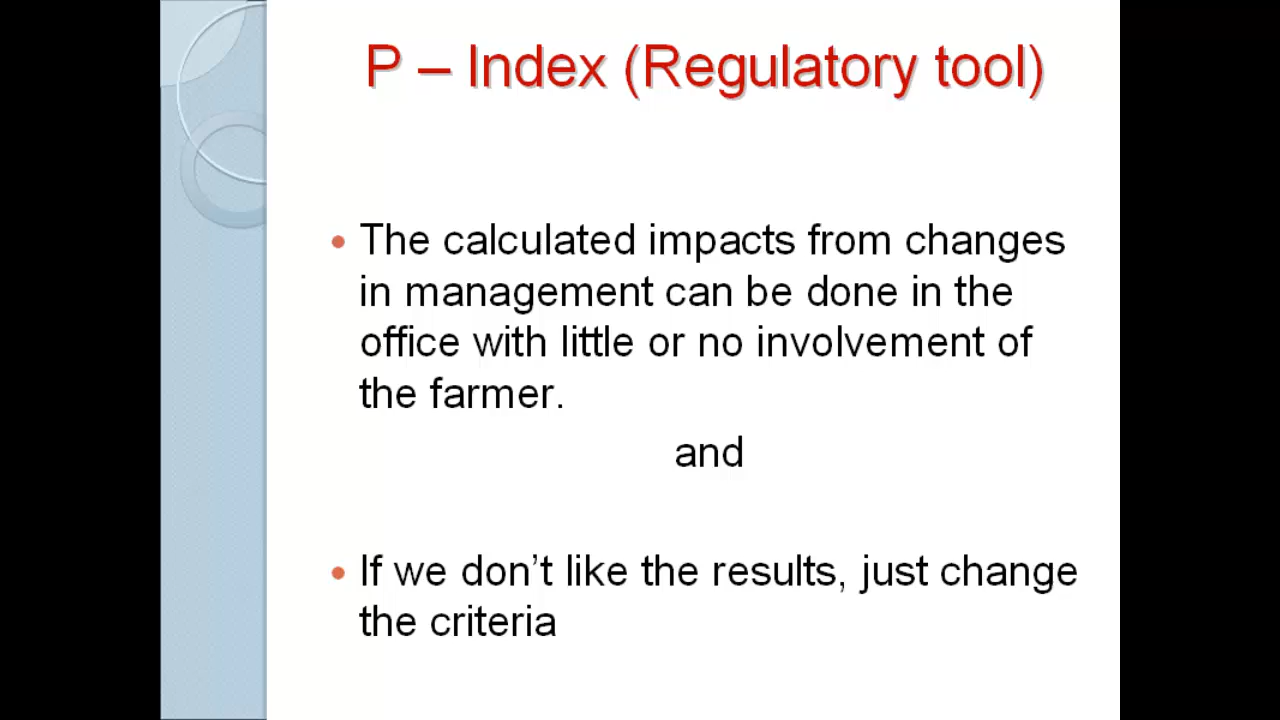 P – Index (Regulatory tool)
• The calculated impacts from changes
in management can be done in the
office with little or no involvement of
the farmer.
and
• If we don’t like the results, just change
the criteria